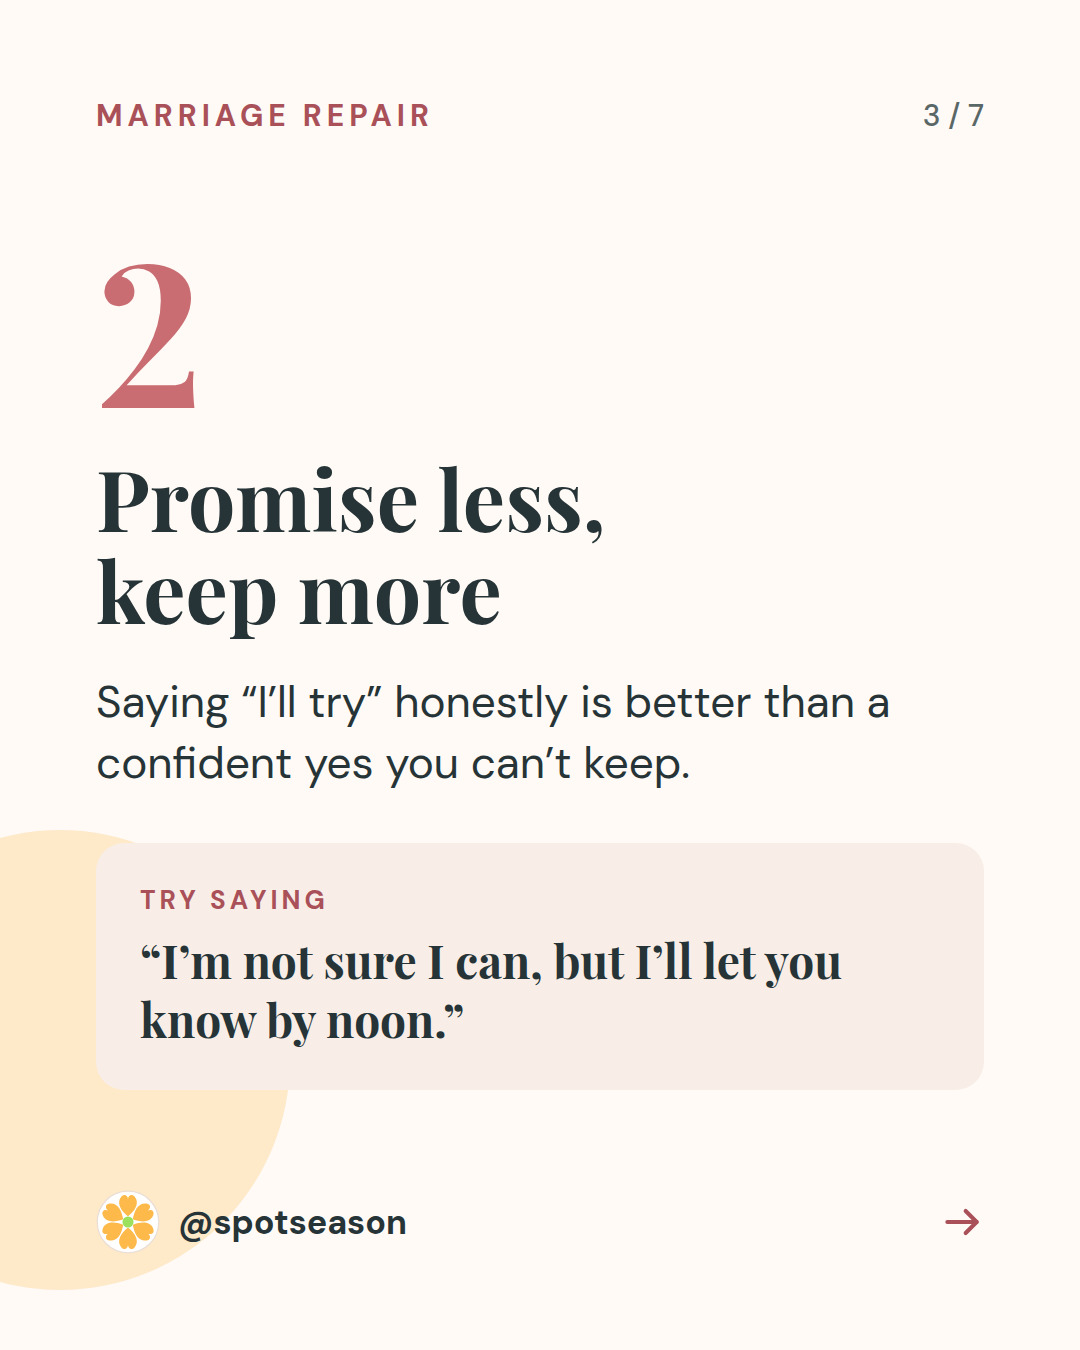 MARRIAGE REPAIR
3 / 7
2
Promise less,
keep more
Saying “I’ll try” honestly is better than a
confident yes you can’t keep.
TRY SAYING
“I’m not sure I can, but I’ll let you
know by noon.”
@spotseason